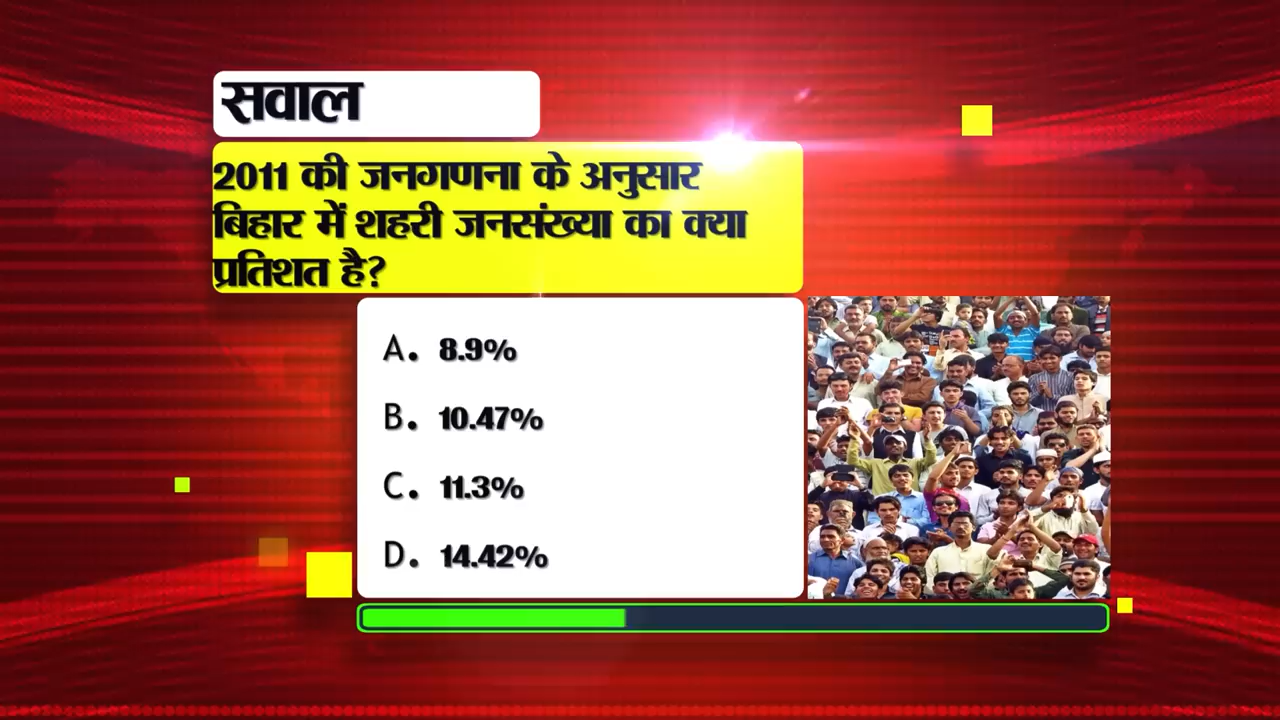 सवाल
2011 की जनगणना के अनुसार
बिहार में शहरी जनसंख्या का क्या
प्रतिशत है?
A. 8.9%
B. 10.47%
C. 11.3%
D. 14.42%